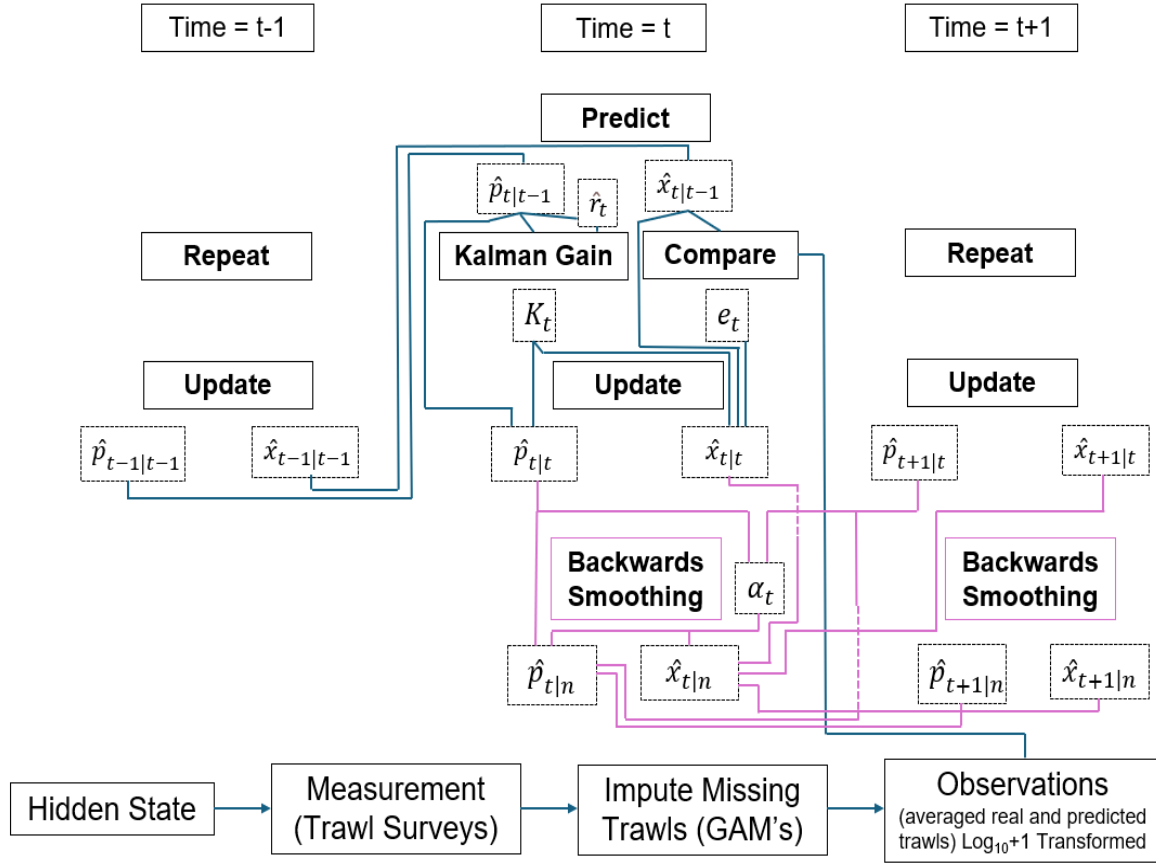 Time = t-1
Time = t
Time = t+1
Predict
p̂ₜ|ₜ₋₁
r̂ₜ
x̂ₜ|ₜ₋₁
Repeat
Kalman Gain
Compare
Repeat
Kₜ
eₜ
Update
Update
Update
p̂ₜ₋₁|ₜ₋₁
x̂ₜ₋₁|ₜ₋₁
p̂ₜ|ₜ
x̂ₜ|ₜ
p̂ₜ₊₁|ₜ
x̂ₜ₊₁|ₜ
Backwards
Smoothing
αₜ
Backwards
Smoothing
p̂ₜ|ₙ
x̂ₜ|ₙ
p̂ₜ₊₁|ₙ
x̂ₜ₊₁|ₙ
Hidden State
Measurement
(Trawl Surveys)
Impute Missing
Trawls (GAM's)
Observations
(averaged real and predicted
trawls) Log₁₀+1 Transformed